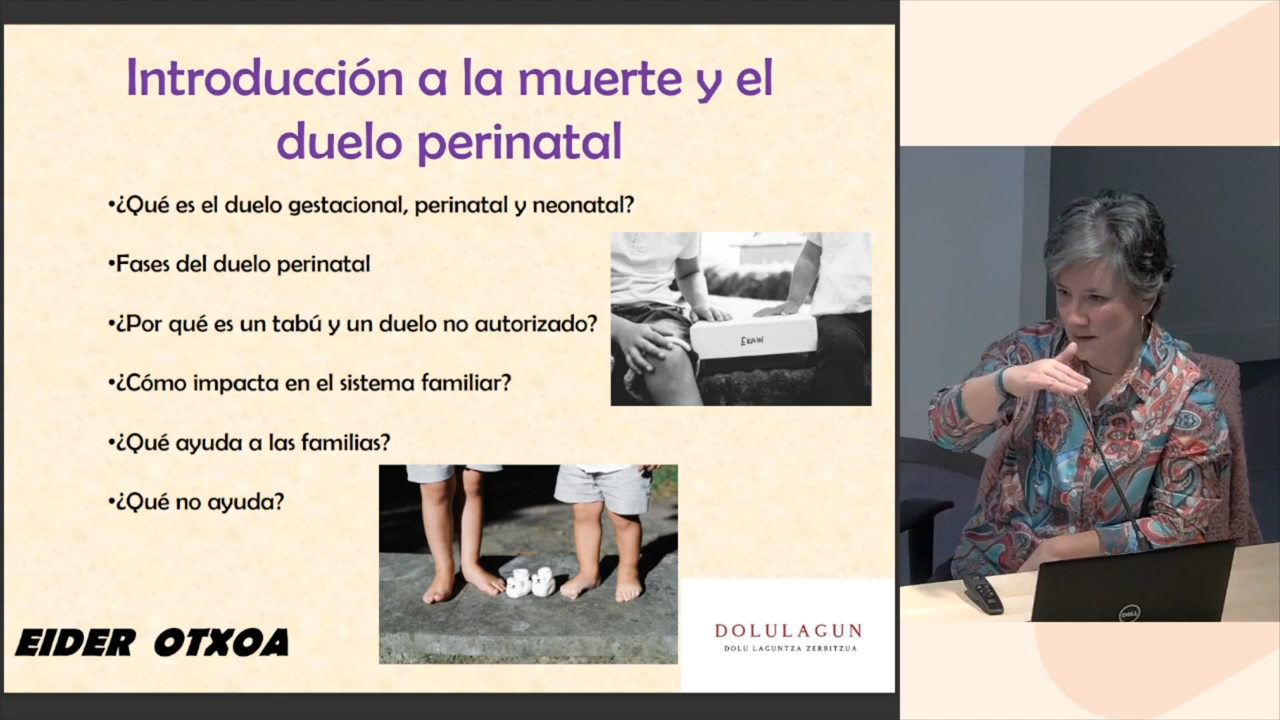 Introducción a la muerte y el
duelo perinatal
•¿Qué es el duelo gestacional, perinatal y neonatal?
•Fases del duelo perinatal
•¿Por qué es un tabú y un duelo no autorizado?
•¿Cómo impacta en el sistema familiar?
•¿Qué ayuda a las familias?
•¿Qué no ayuda?
EKAIN
EIDER OTXOA
DOLULAGUN
DOLU LAGUNTZA ZERBITZUA
DELL